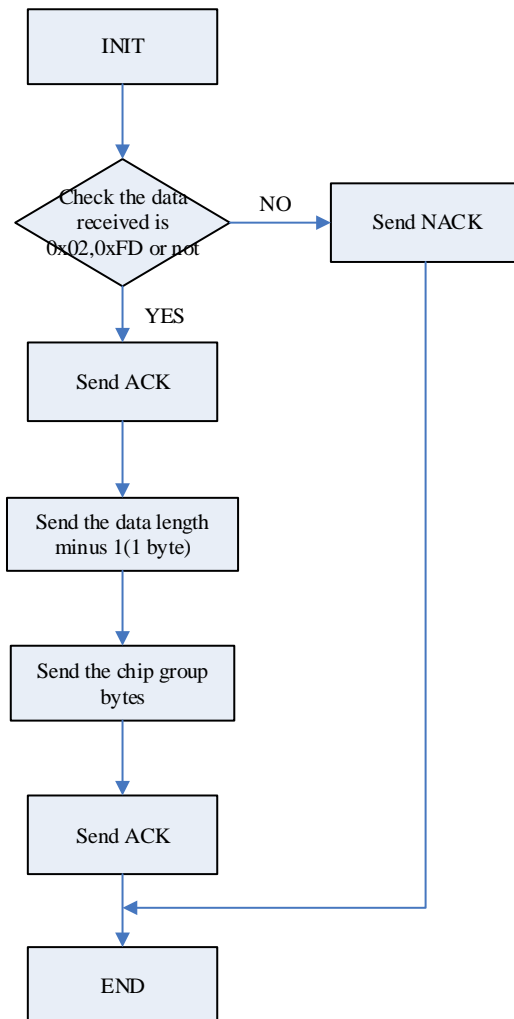 INIT
Check the data
received is
0x02,0xFD or not
NO
Send NACK
YES
Send ACK
Send the data length
minus 1(1 byte)
Send the chip group
bytes
Send ACK
END